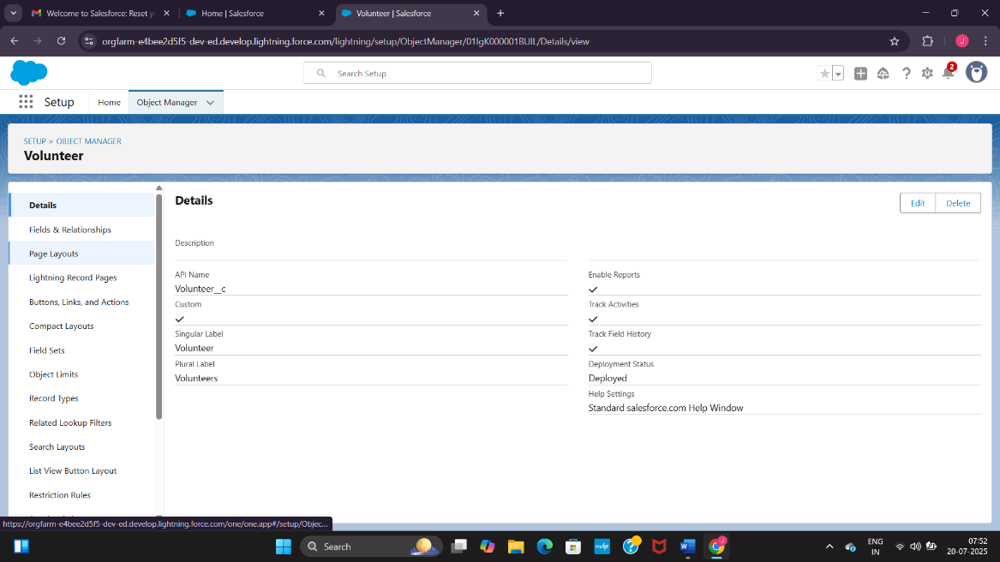 Welcome to Salesforce: Reset y
Home | Salesforce
Volunteer | Salesforce
orgfarm-e4bee2d5f5-dev-ed.develop.lightning.force.com/lightning/setup/ObjectManager/01IgK000001BUIL/Details/view
J
Search Setup
2
Setup
Home
Object Manager
SETUP > OBJECT MANAGER
Volunteer
Details
Fields & Relationships
Page Layouts
Lightning Record Pages
Buttons, Links, and Actions
Compact Layouts
Field Sets
Object Limits
Record Types
Related Lookup Filters
Search Layouts
List View Button Layout
Restriction Rules
Details
Edit
Delete
Description
API Name
Volunteer__c
Custom
Singular Label
Volunteer
Plural Label
Volunteers
Enable Reports
Track Activities
Track Field History
Deployment Status
Deployed
Help Settings
Standard salesforce.com Help Window
https://orgfarm-e4bee2d5f5-dev-ed.develop.lightning.force.com/one/one.app#/setup/Objec...
Search
ENG
IN
07:52
20-07-2025